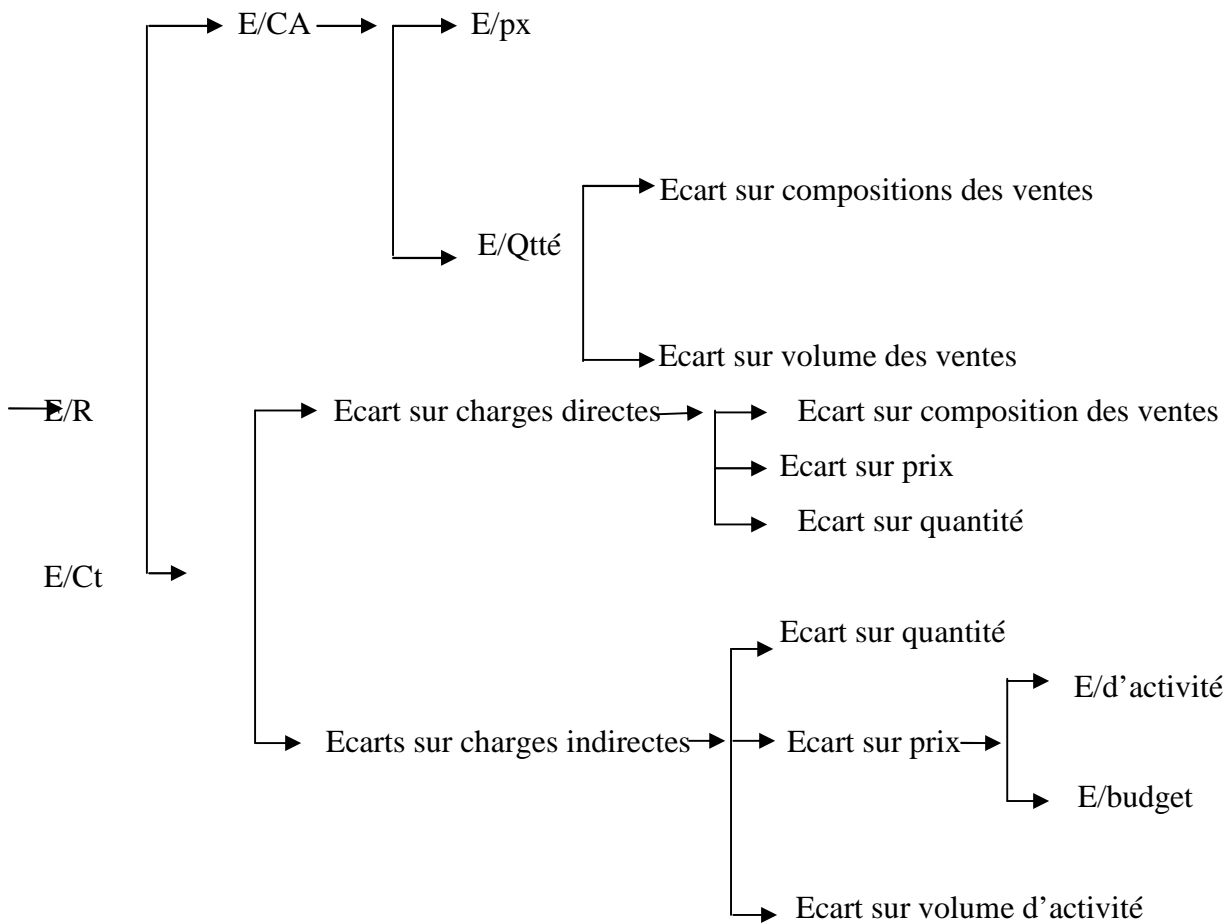 E/CA
E/px
Ecart sur compositions des ventes
E/Qtté
Ecart sur volume des ventes
E/R
Ecart sur charges directes
Ecart sur composition des ventes
Ecart sur prix
Ecart sur quantité
E/Ct
Ecart sur quantité
E/d’activité
Ecarts sur charges indirectes
Ecart sur prix
E/budget
Ecart sur volume d’activité